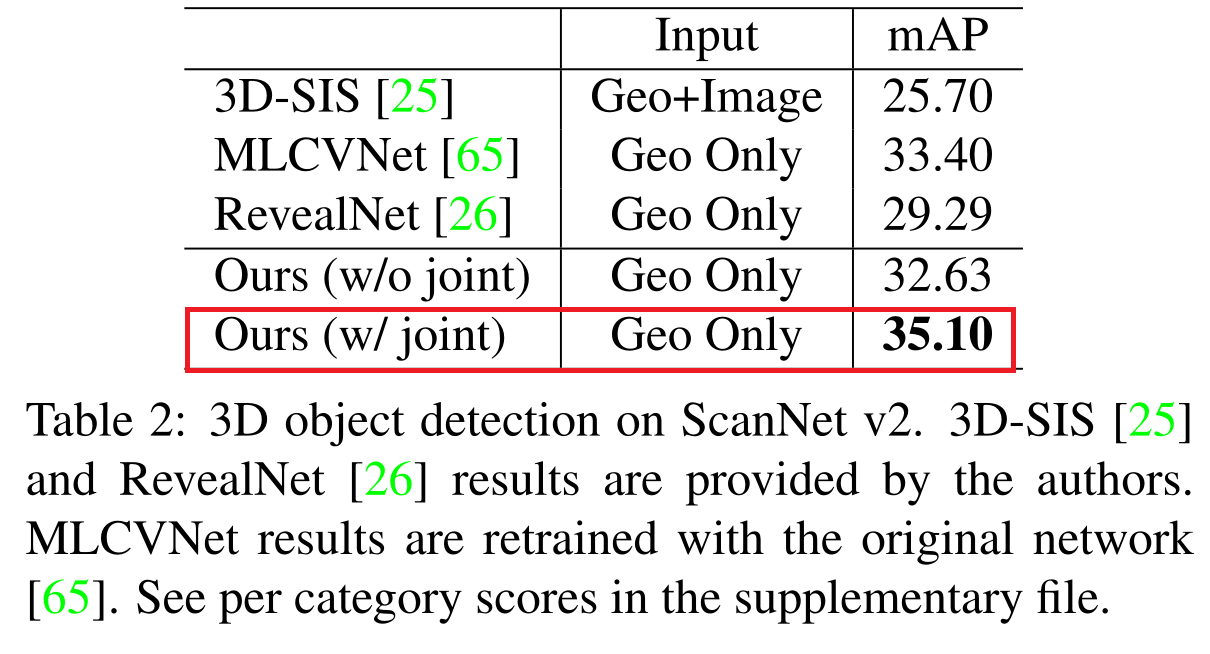 Input mAP
3D-SIS [25] Geo+Image 25.70
MLCVNet [65] Geo Only 33.40
RevealNet [26] Geo Only 29.29
Ours (w/o joint) Geo Only 32.63
Ours (w/ joint) Geo Only 35.10
Table 2: 3D object detection on ScanNet v2. 3D-SIS [25]
and RevealNet [26] results are provided by the authors.
MLCVNet results are retrained with the original network
[65]. See per category scores in the supplementary file.